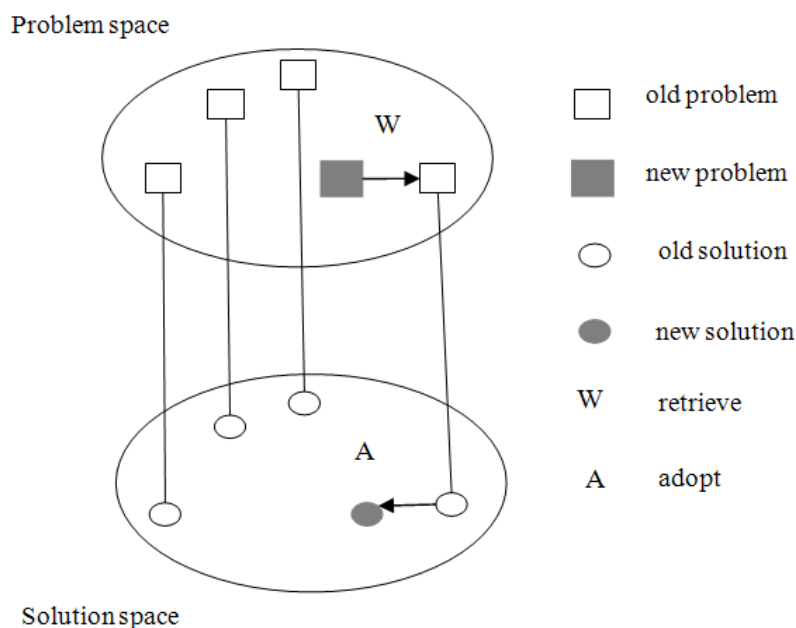 Problem space
W
A
Solution space
old problem
new problem
old solution
new solution
W retrieve
A adopt